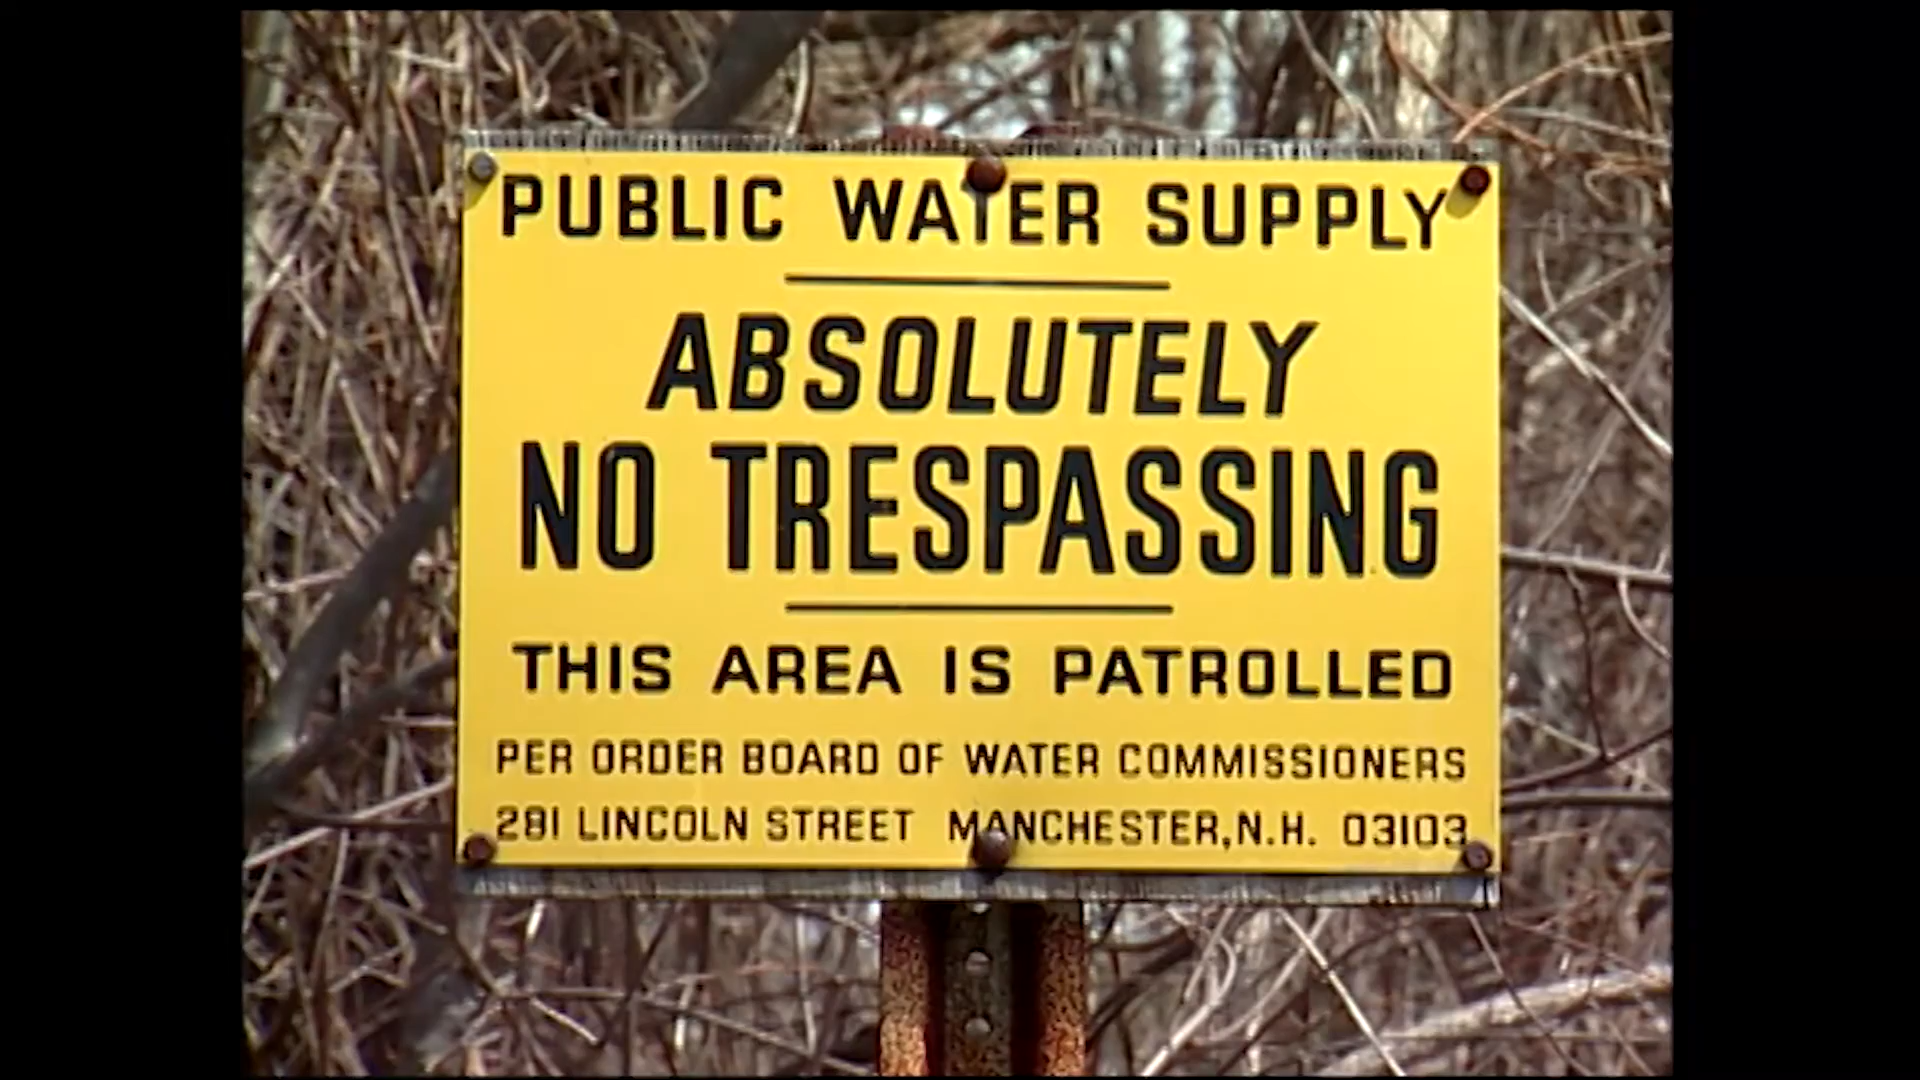 PUBLIC WATER SUPPLY
ABSOLUTELY
NO TRESPASSING
THIS AREA IS PATROLLED
PER ORDER BOARD OF WATER COMMISSIONERS
281 LINCOLN STREET MANCHESTER, N.H. 03103